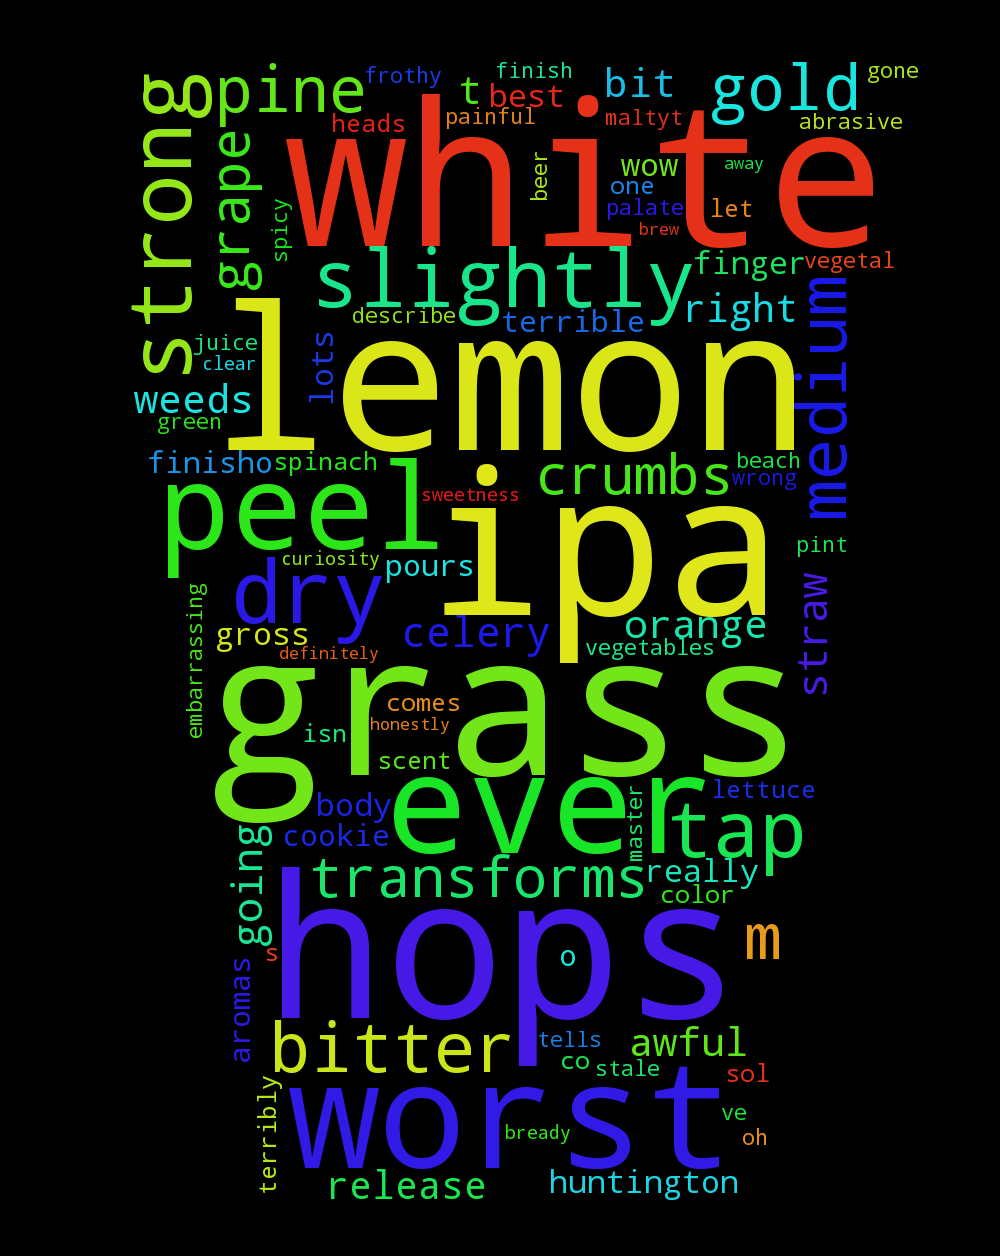 frothy
finish
gone
pine
t
best
bit
gold
strong
g
heads
painful
maltyt
abrasive
white
grape
beer
wow
away
one
palate
let
brew
spicy
slightly
finger
vegetal
describe
terrible
right
medium
juice
clear
lots
lemon
weeds
green
finisho
spinach
crumbs
beach
wrong
peel
sweetness
ipa
curiosity
pours
pint
dry
embarrassing
gross
celery
orange
straw
definitely
vegetables
grass
comes
honestly
isn
scent
ever
lettuce
body
cookie
master
tap
going
transforms
really
color
hops
m
s
o
aromas
bitter
tells
awful
co
stale
sol
terribly
worst
ve
bready
oh
release
huntington